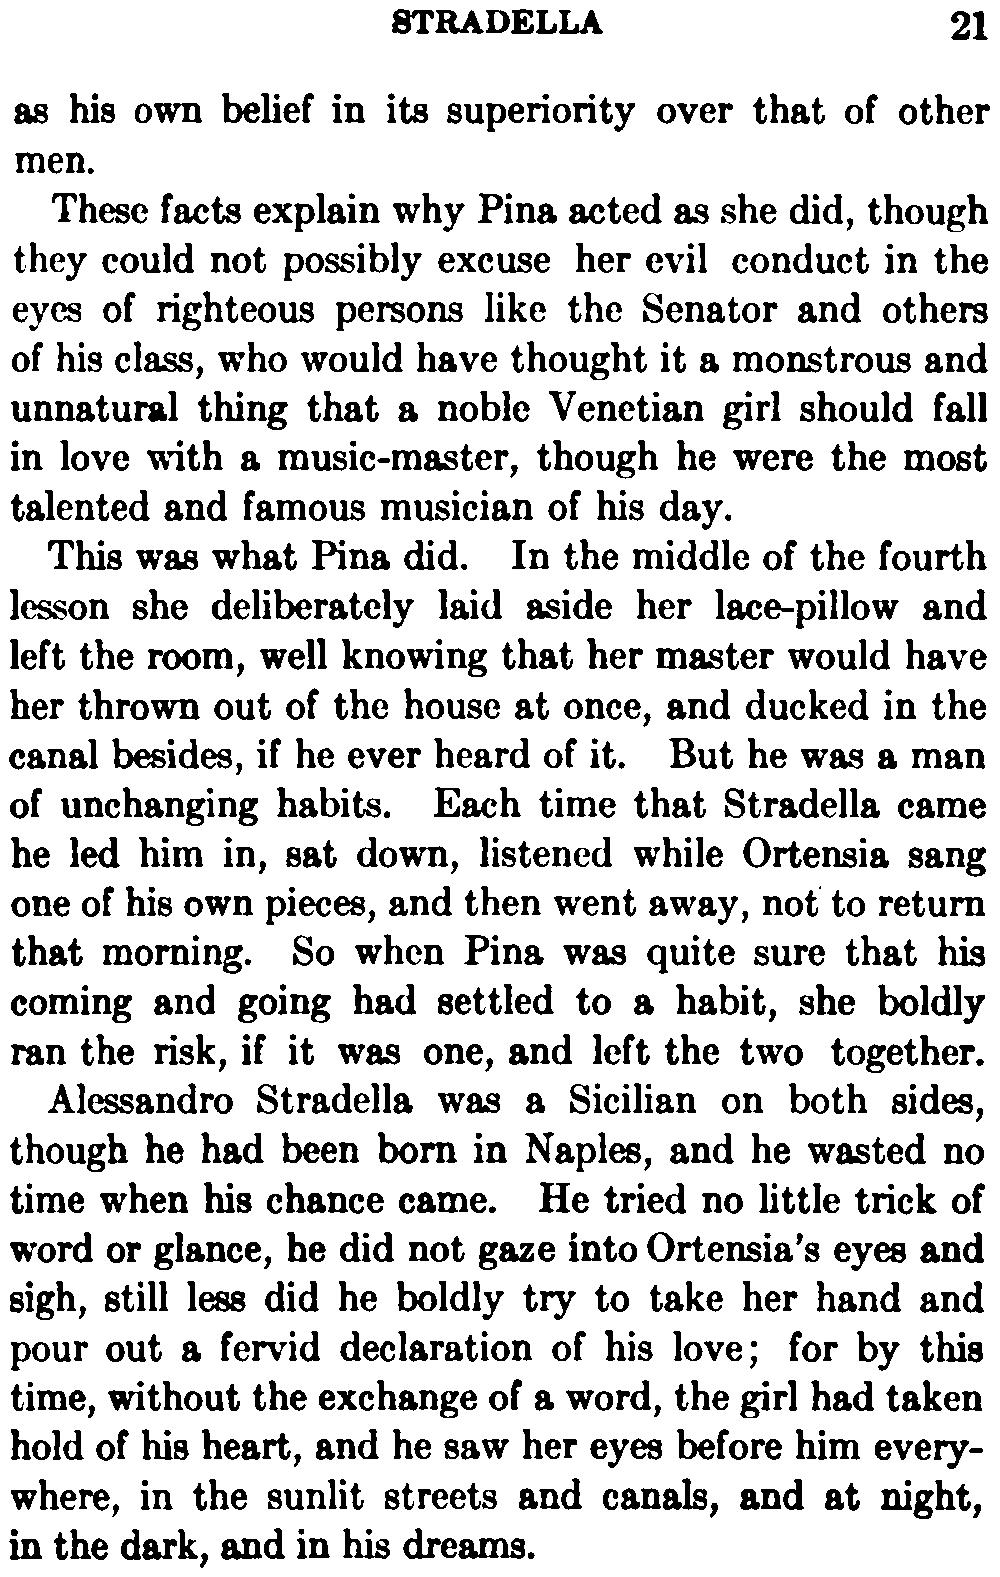 STRADELLA 21
as his own belief in its superiority over that of other
men.
These facts explain why Pina acted as she did, though
they could not possibly excuse her evil conduct in the
eyes of righteous persons like the Senator and others
of his class, who would have thought it a monstrous and
unnatural thing that a noble Venetian girl should fall
in love with a music-master, though he were the most
talented and famous musician of his day.
This was what Pina did. In the middle of the fourth
lesson she deliberately laid aside her lace-pillow and
left the room, well knowing that her master would have
her thrown out of the house at once, and ducked in the
canal besides, if he ever heard of it. But he was a man
of unchanging habits. Each time that Stradella came
he led him in, sat down, listened while Ortensia sang
one of his own pieces, and then went away, not to return
that morning. So when Pina was quite sure that his
coming and going had settled to a habit, she boldly
ran the risk, if it was one, and left the two together.
Alessandro Stradella was a Sicilian on both sides,
though he had been born in Naples, and he wasted no
time when his chance came. He tried no little trick of
word or glance, he did not gaze into Ortensia's eyes and
sigh, still less did he boldly try to take her hand and
pour out a fervid declaration of his love; for by this
time, without the exchange of a word, the girl had taken
hold of his heart, and he saw her eyes before him every-
where, in the sunlit streets and canals, and at night,
in the dark, and in his dreams.